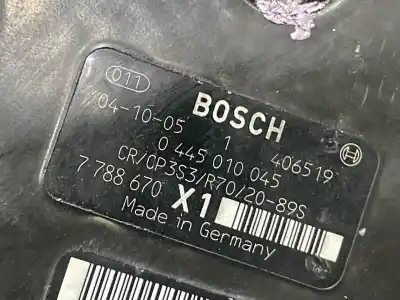 011
BOSCH
04-10-05 1 406519
0 445 010 045
CR/CP3S3/R70/20-89S
7 788 670 X1
Made in Germany